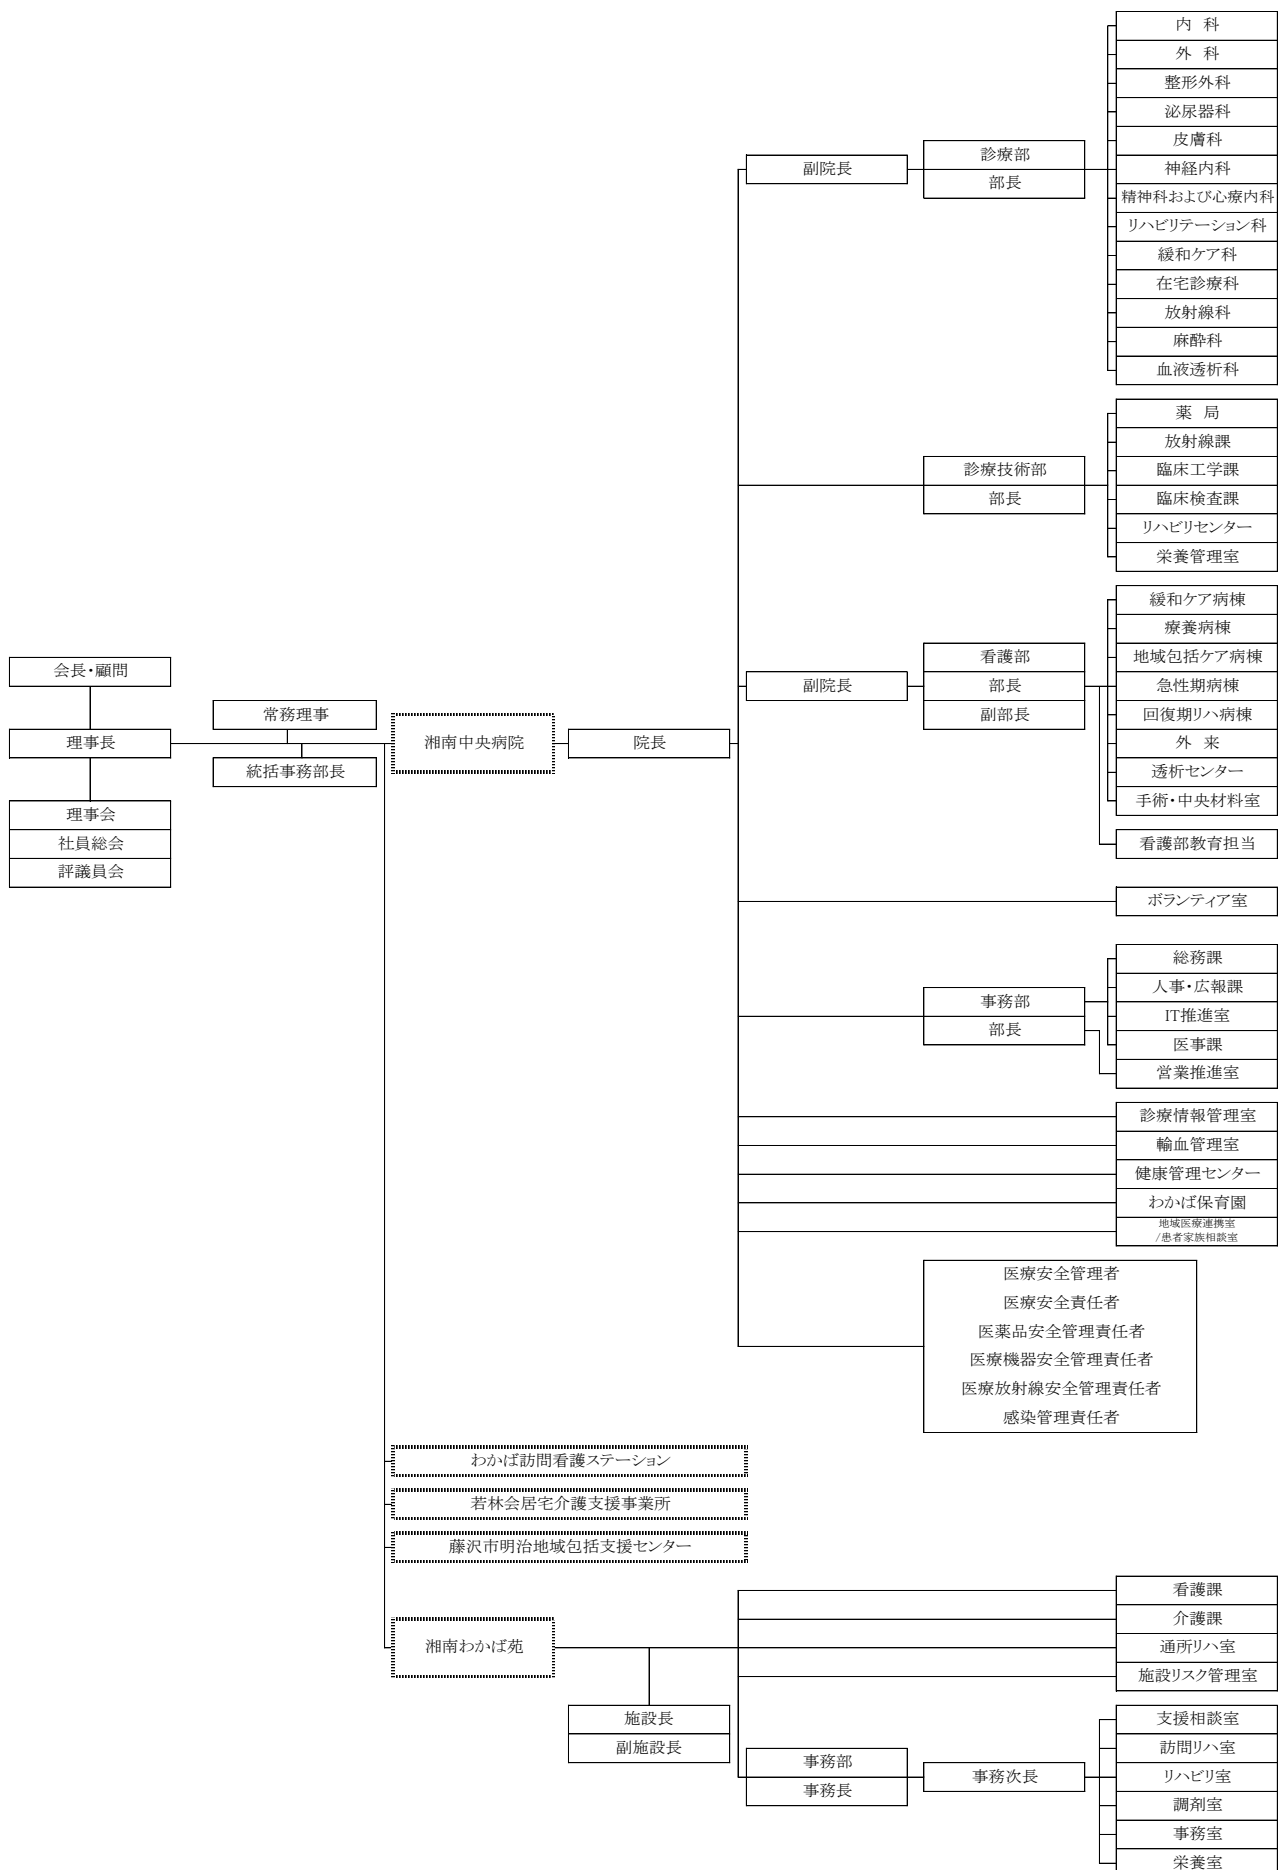 内 科
外 科
整形外科
泌尿器科
皮膚科
神経内科
精神科および心療内科
リハビリテーション科
緩和ケア科
在宅診療科
放射線科
麻酔科
血液透析科
副院長
診療部
部長
薬 局
放射線課
臨床工学課
臨床検査課
リハビリセンター
栄養管理室
診療技術部
部長
緩和ケア病棟
療養病棟
地域包括ケア病棟
急性期病棟
回復期リハ病棟
外 来
透析センター
手術・中央材料室
看護部教育担当
副院長
看護部
部長
副部長
会長・顧問
理事長
理事会
社員総会
評議員会
常務理事
統括事務部長
湘南中央病院
院長
ボランティア室
事務部
部長
総務課
人事・広報課
IT推進室
医事課
営業推進室
診療情報管理室
輸血管理室
健康管理センター
わかば保育園
地域医療連携室
/患者家族相談室
医療安全管理者
医療安全責任者
医薬品安全管理責任者
医療機器安全管理責任者
医療放射線安全管理責任者
感染管理責任者
わかば訪問看護ステーション
若林会居宅介護支援事業所
藤沢市明治地域包括支援センター
湘南わかば苑
施設長
副施設長
看護課
介護課
通所リハ室
施設リスク管理室
事務部
事務長
事務次長
支援相談室
訪問リハ室
リハビリ室
調剤室
事務室
栄養室